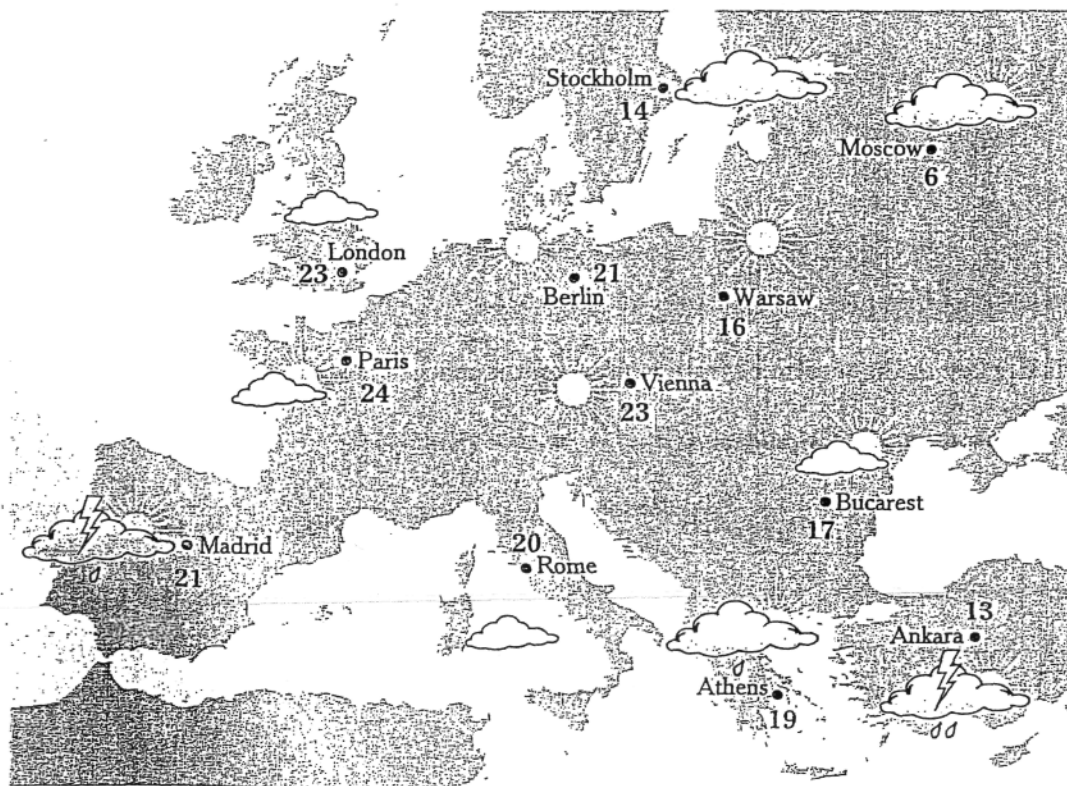 Stockholm
14
Moscow
6
London
23
21
Berlin
Warsaw
16
Paris
24
Vienna
23
Bucarest
17
Madrid
21
20
Rome
13
Ankara
Athens
19